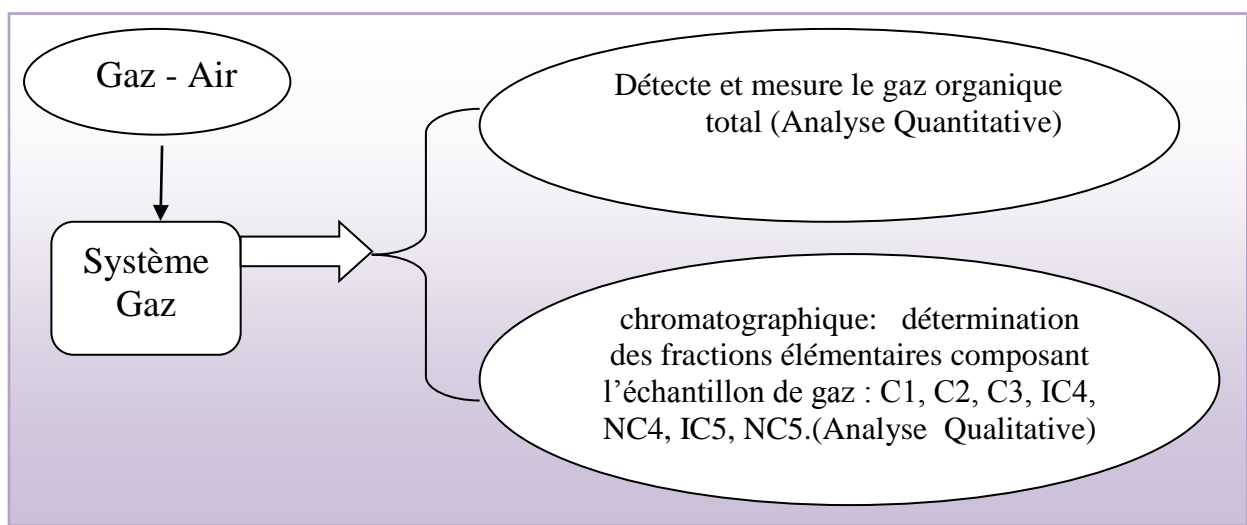 Gaz - Air
Détecte et mesure le gaz organique
total (Analyse Quantitative)
Système
Gaz
chromatographique: détermination
des fractions élémentaires composant
l’échantillon de gaz : C1, C2, C3, IC4,
NC4, IC5, NC5.(Analyse Qualitative)